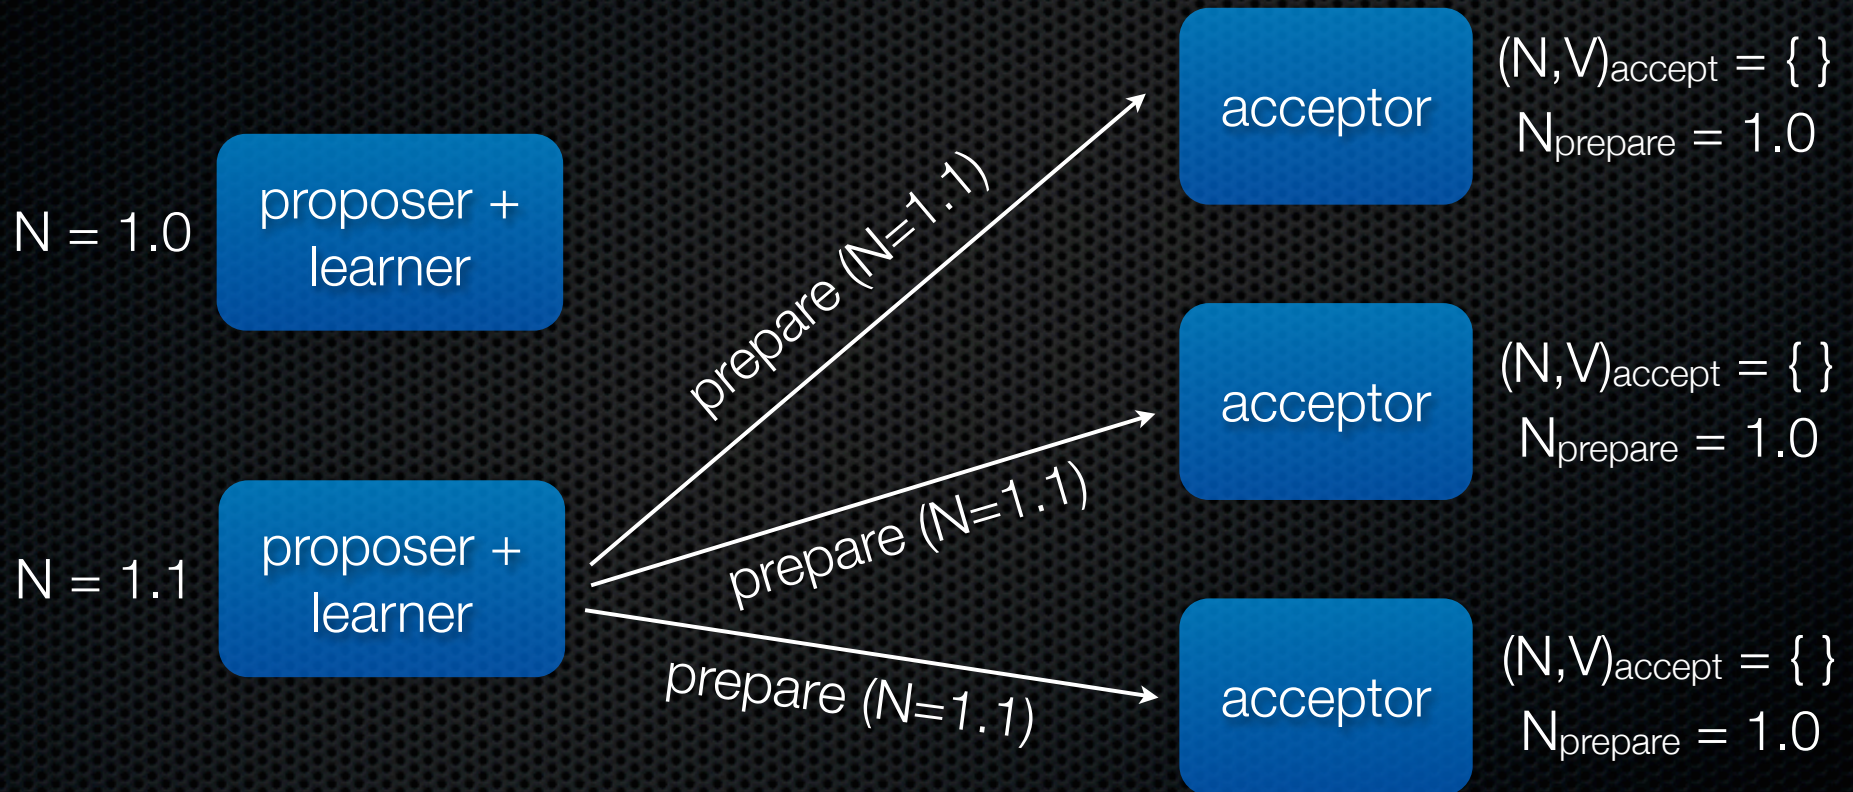 N = 1.0
proposer +
learner
N = 1.1
proposer +
learner
prepare (N=1.1)
prepare (N=1.1)
prepare (N=1.1)
acceptor
(N,V)accept = { }
Nprepare = 1.0
acceptor
(N,V)accept = { }
Nprepare = 1.0
acceptor
(N,V)accept = { }
Nprepare = 1.0